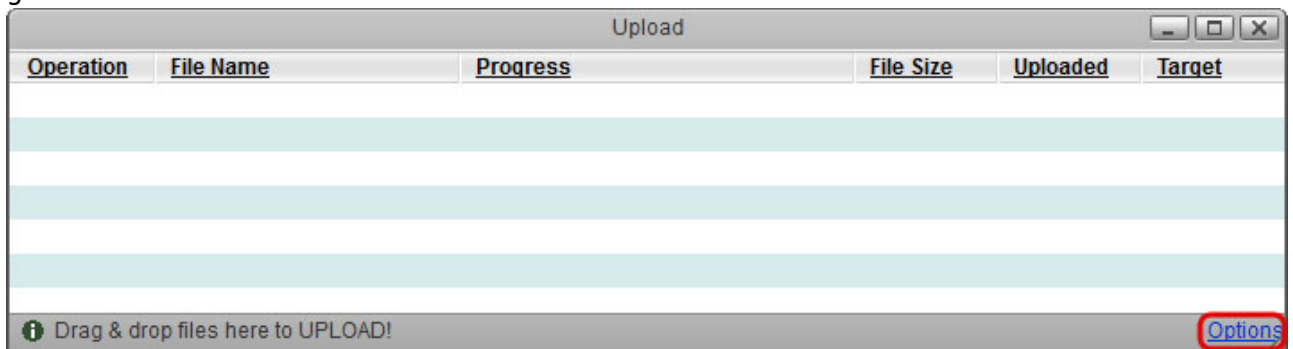 Upload
Operation File Name Progress File Size Uploaded Target
Drag & drop files here to UPLOAD! Options